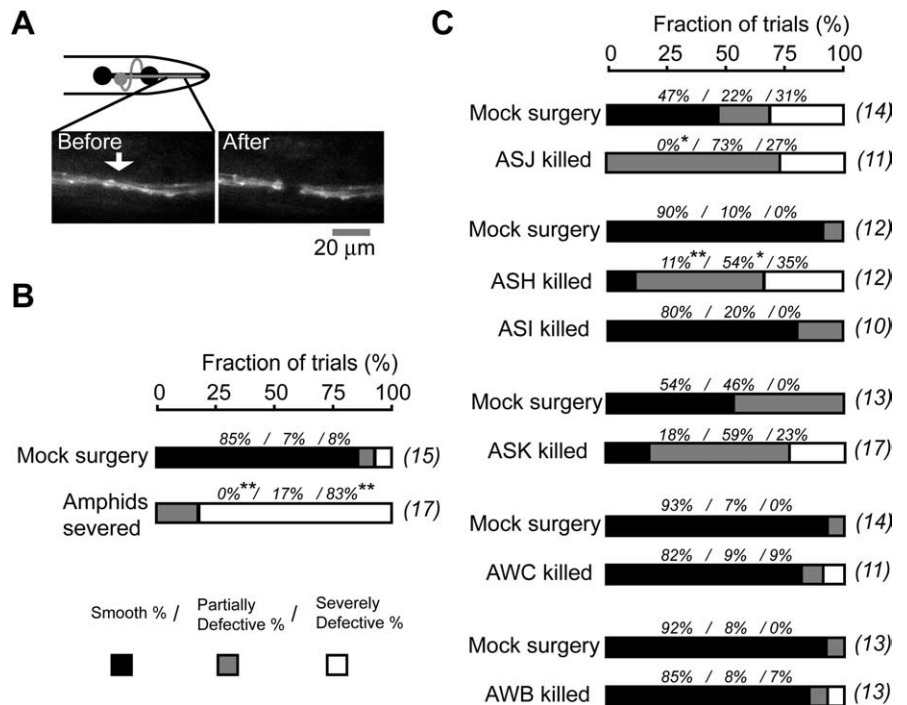 A
Before
After
20 μm
B
Fraction of trials (%)
0 25 50 75 100
Mock surgery
85% / 7% / 8%
(15)
Amphids severed
0%**/ 17% / 83%**
(17)
Smooth % / Partially Defective % / Severely Defective %
C
Fraction of trials (%)
0 25 50 75 100
Mock surgery
47% / 22% / 31%
(14)
ASJ killed
0%* / 73% / 27%
(11)
Mock surgery
90% / 10% / 0%
(12)
ASH killed
11%**/ 54%* / 35%
(12)
ASI killed
80% / 20% / 0%
(10)
Mock surgery
54% / 46% / 0%
(13)
ASK killed
18% / 59% / 23%
(17)
Mock surgery
93% / 7% / 0%
(14)
AWC killed
82% / 9% / 9%
(11)
Mock surgery
92% / 8% / 0%
(13)
AWB killed
85% / 8% / 7%
(13)